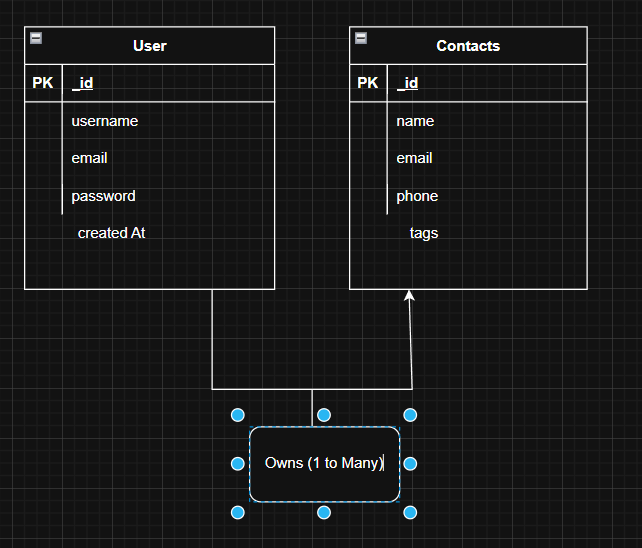 User
PK _id
username
email
password
created At
Contacts
PK _id
name
email
phone
tags
Owns (1 to Many)